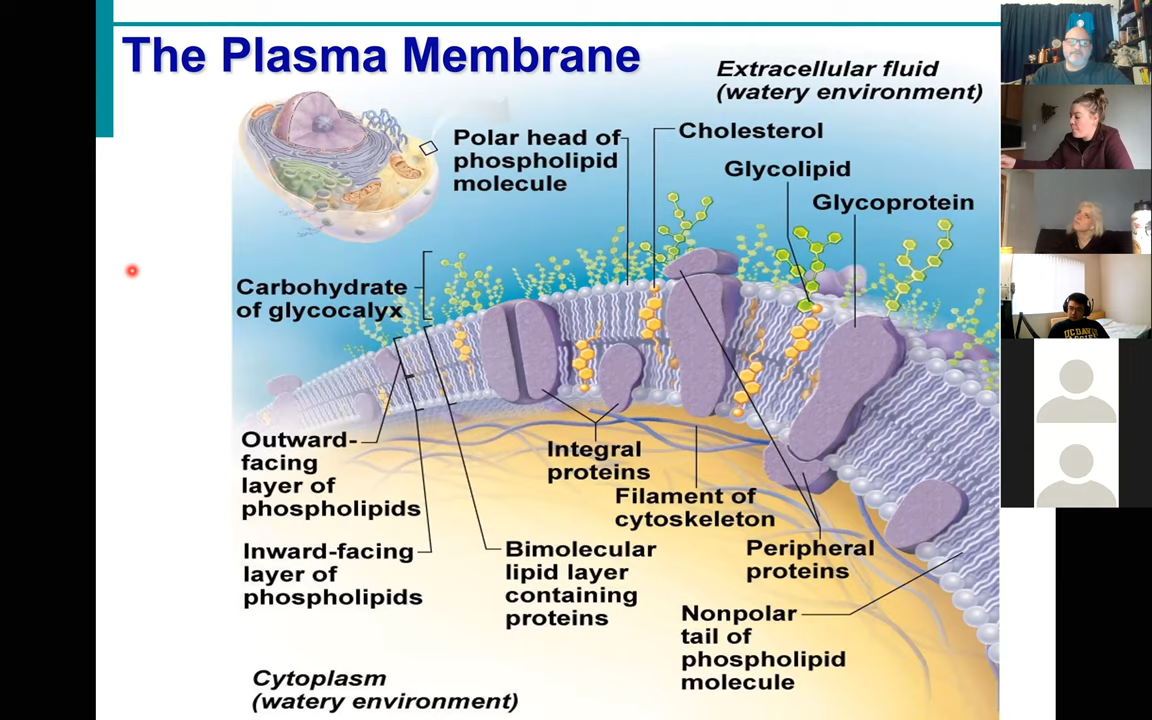 The Plasma Membrane
Extracellular fluid
(watery environment)
Polar head of
phospholipid
molecule
Cholesterol
Glycolipid
Glycoprotein
Carbohydrate
of glycocalyx
Outward-
facing
layer of
phospholipids
Integral
proteins
Filament of
cytoskeleton
Inward-facing
layer of
phospholipids
Bimolecular
lipid layer
containing
proteins
Peripheral
proteins
Nonpolar
tail of
phospholipid
molecule
Cytoplasm
(watery environment)
UC DAVIS